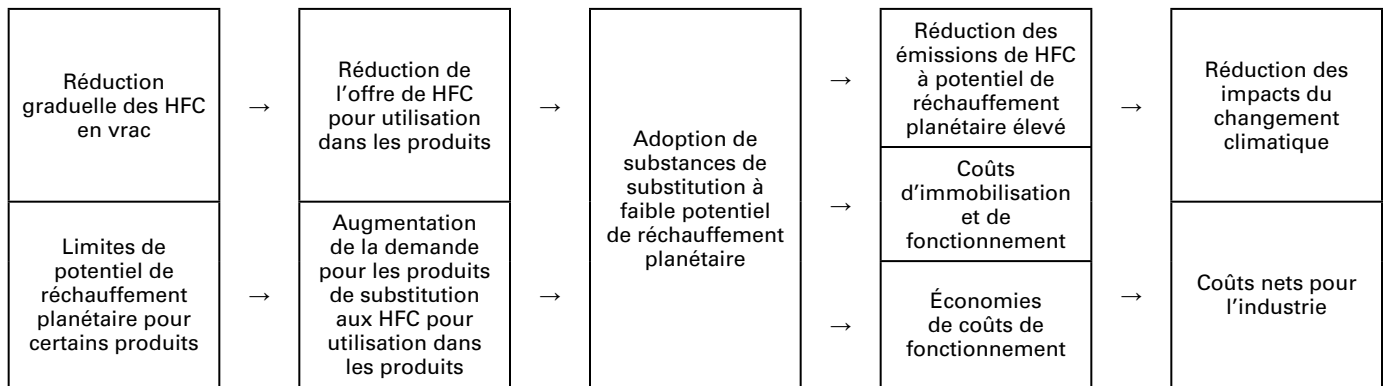 Réduction
graduelle des HFC
en vrac
→
Réduction de
l'offre de HFC
pour utilisation
dans les produits
→
Limites de
potentiel de
réchauffement
planétaire pour
certains produits
→
Augmentation
de la demande
pour les produits
de substitution
aux HFC pour
utilisation dans
les produits
→
Adoption de
substances de
substitution à
faible potentiel
de réchauffement
planétaire
→
Réduction des
émissions de HFC
à potentiel de
réchauffement
planétaire élevé
→
Réduction des
impacts du
changement
climatique
→
Coûts
d'immobilisation
et de
fonctionnement
→
Économies
de coûts de
fonctionnement
→
Coûts nets pour
l'industrie